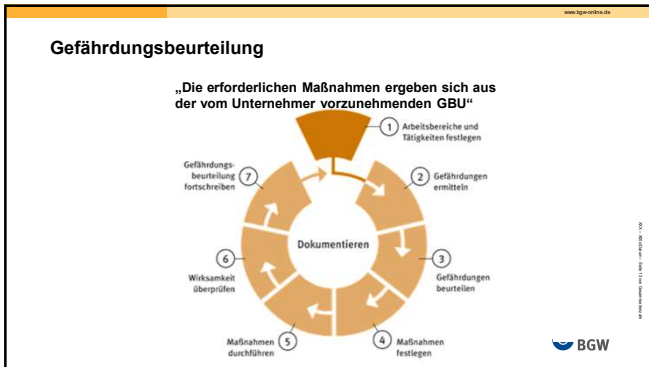 www.bgw-online.de
Gefährdungsbeurteilung
„Die erforderlichen Maßnahmen ergeben sich aus
der vom Unternehmer vorzunehmenden GBU“
1 Arbeitsbereiche und
Tätigkeiten festlegen
2 Gefährdungen
ermitteln
3 Gefährdungen
beurteilen
4 Maßnahmen
festlegen
5 Maßnahmen
durchführen
6 Wirksamkeit
überprüfen
7 Gefährdungs-
beurteilung
fortschreiben
Dokumentieren
BGW